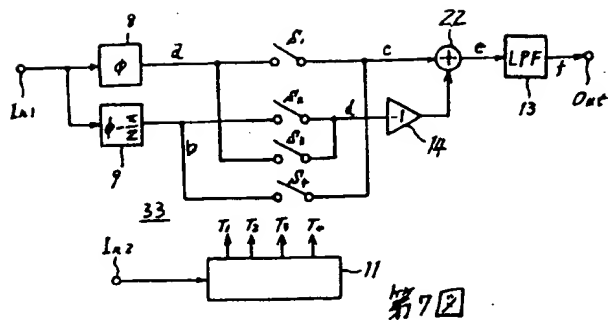 8
S₁
22
φ
a
c
e
LPF
f
In1
S₂
13
Out
φ-π/2
b
d
-1
S₃
14
9
S₄
33
T₁ T₂ T₃ T₄
In2
11
第7図